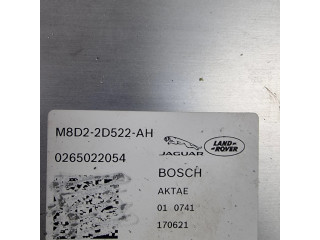 M8D2-2D522-AH
JAGUAR
LAND-
ROVER
0265022054
BOSCH
AKTAE
01 0741
170621